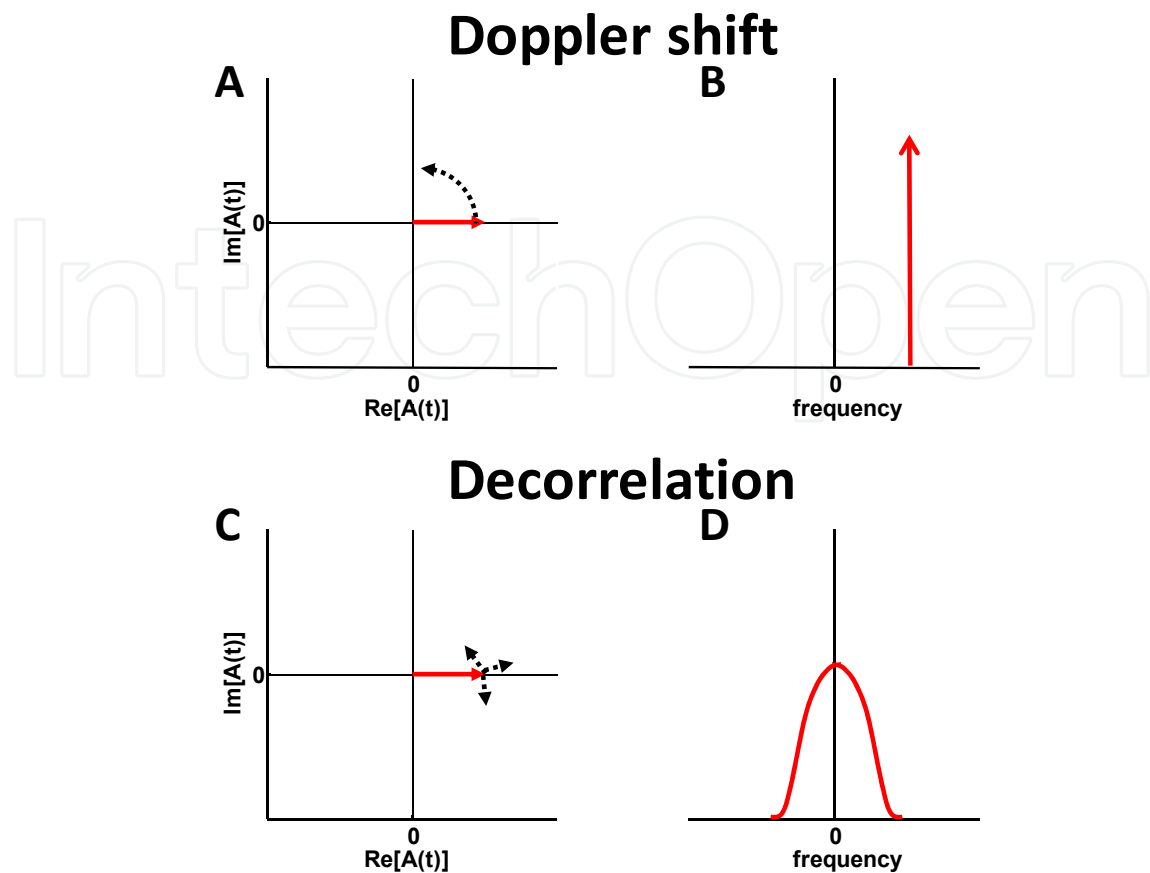 Doppler shift
A
B
Im[A(t)]
0
0
0
Re[A(t)]
frequency
IntechOpen
Decorrelation
C
D
Im[A(t)]
0
0
0
Re[A(t)]
frequency